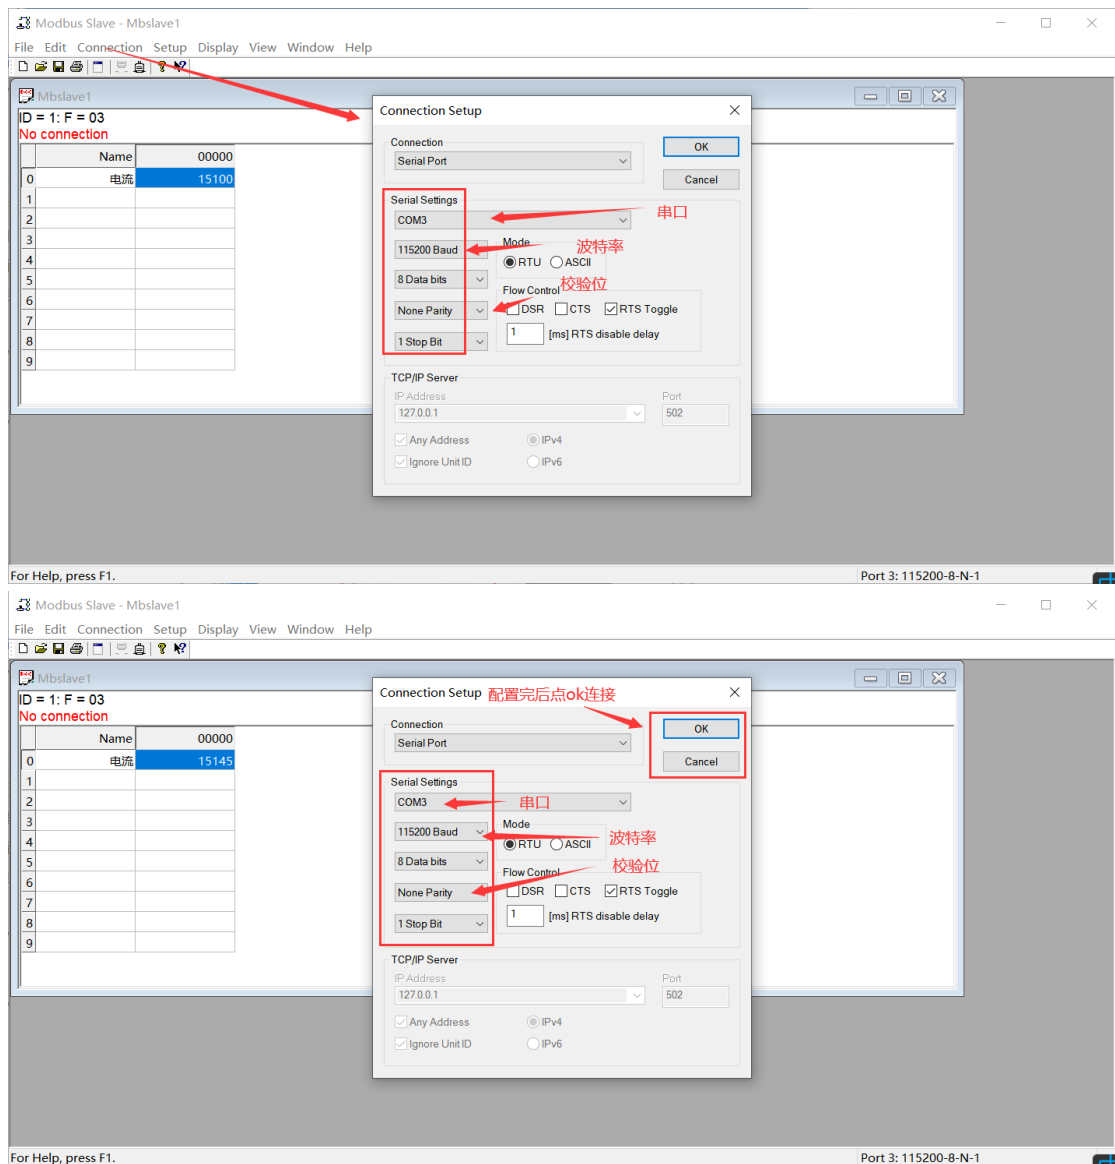 Modbus Slave - Mbslave1
File Edit Connection Setup Display View Window Help
Mbslave1
ID = 1: F = 03
No connection
Name 00000
0 电流 15100
1
2
3
4
5
6
7
8
9
Connection Setup
Connection
Serial Port
OK
Cancel
Serial Settings
COM3
串口
115200 Baud
波特率
Mode
RTU ASCII
8 Data bits
校验位
Flow Control
None Parity
DSR CTS RTS Toggle
1 [ms] RTS disable delay
1 Stop Bit
TCP/IP Server
IP Address Port
127.0.0.1 502
Any Address IPv4
Ignore Unit ID IPv6
For Help, press F1.
Port 3: 115200-8-N-1
Modbus Slave - Mbslave1
File Edit Connection Setup Display View Window Help
Mbslave1
ID = 1: F = 03
No connection
Name 00000
0 电流 15145
1
2
3
4
5
6
7
8
9
Connection Setup
配置完后点ok连接
Connection
Serial Port
OK
Cancel
Serial Settings
COM3
串口
115200 Baud
波特率
Mode
RTU ASCII
8 Data bits
校验位
Flow Control
None Parity
DSR CTS RTS Toggle
1 [ms] RTS disable delay
1 Stop Bit
TCP/IP Server
IP Address Port
127.0.0.1 502
Any Address IPv4
Ignore Unit ID IPv6
For Help, press F1.
Port 3: 115200-8-N-1